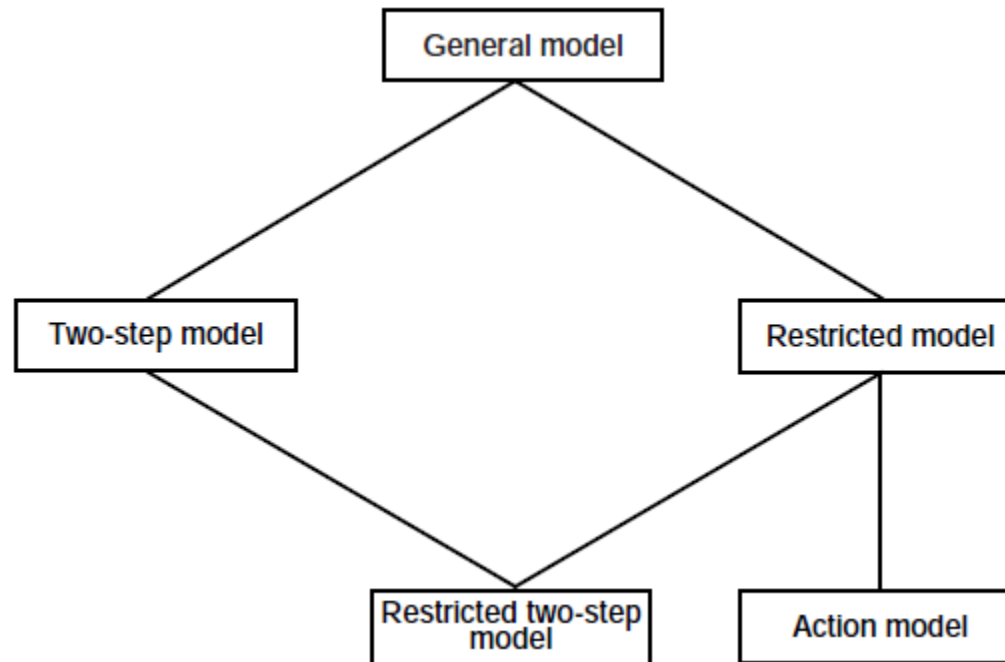 General model
Two-step model
Restricted model
Restricted two-step
model
Action model